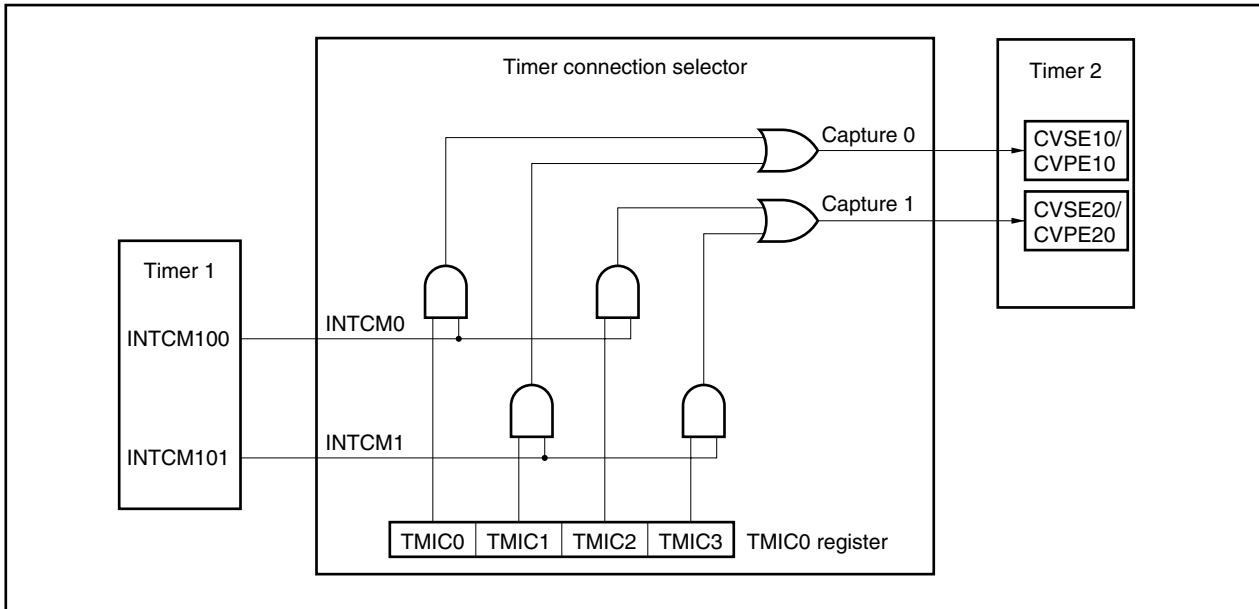 Timer connection selector
Timer 2
Capture 0
CVSE10/
CVPE10
Capture 1
CVSE20/
CVPE20
Timer 1
INTCM100
INTCM0
INTCM101
INTCM1
TMIC0 TMIC1 TMIC2 TMIC3 TMIC0 register